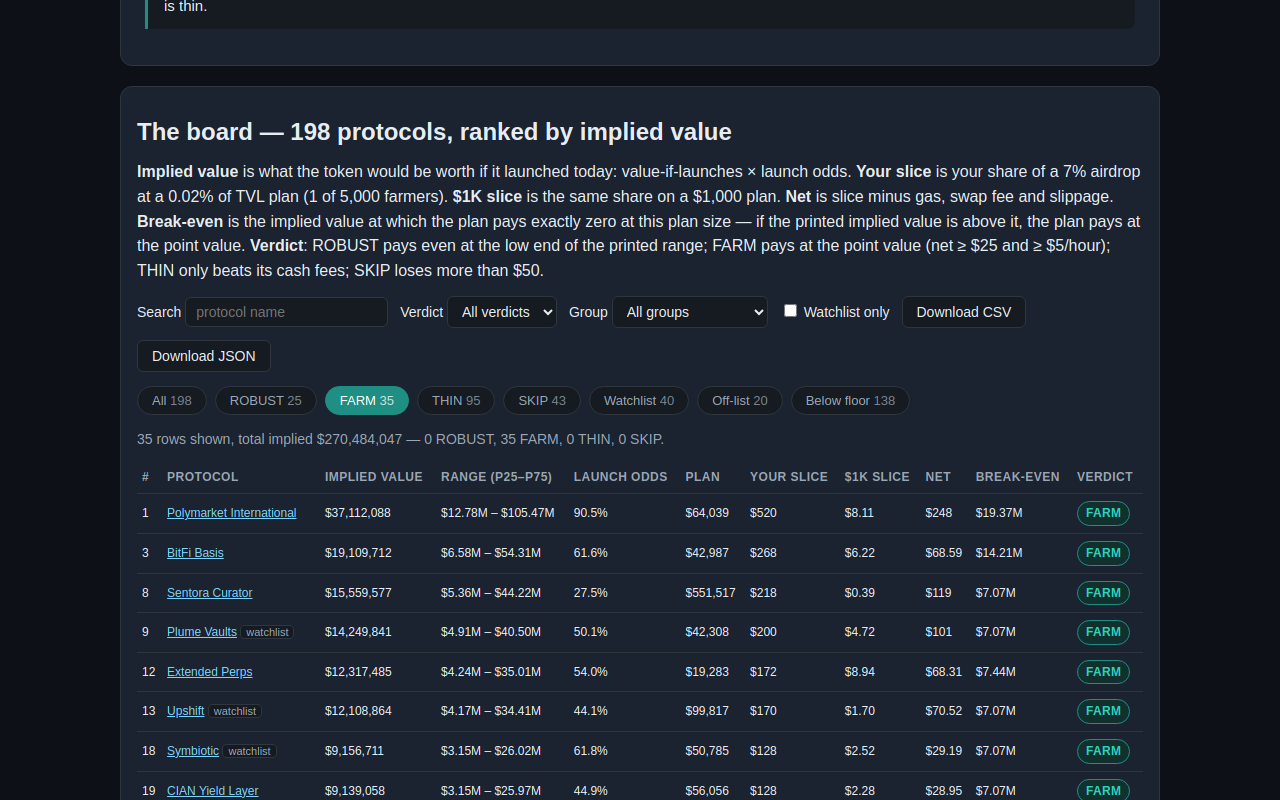 is thin.
The board — 198 protocols, ranked by implied value
Implied value is what the token would be worth if it launched today: value-if-launches × launch odds. Your slice is your share of a 7% airdrop
at a 0.02% of TVL plan (1 of 5,000 farmers). $1K slice is the same share on a $1,000 plan. Net is slice minus gas, swap fee and slippage.
Break-even is the implied value at which the plan pays exactly zero at this plan size — if the printed implied value is above it, the plan pays at
the point value. Verdict: ROBUST pays even at the low end of the printed range; FARM pays at the point value (net ≥ $25 and ≥ $5/hour);
THIN only beats its cash fees; SKIP loses more than $50.
Search protocol name Verdict All verdicts Group All groups Watchlist only Download CSV
Download JSON
All 198 ROBUST 25 FARM 35 THIN 95 SKIP 43 Watchlist 40 Off-list 20 Below floor 138
35 rows shown, total implied $270,484,047 — 0 ROBUST, 35 FARM, 0 THIN, 0 SKIP.
# PROTOCOL IMPLIED VALUE RANGE (P25–P75) LAUNCH ODDS PLAN YOUR SLICE $1K SLICE NET BREAK-EVEN VERDICT
1 Polymarket International $37,112,088 $12.78M – $105.47M 90.5% $64,039 $520 $8.11 $248 $19.37M FARM
3 BitFi Basis $19,109,712 $6.58M – $54.31M 61.6% $42,987 $268 $6.22 $68.59 $14.21M FARM
8 Sentora Curator $15,559,577 $5.36M – $44.22M 27.5% $551,517 $218 $0.39 $119 $7.07M FARM
9 Plume Vaults watchlist $14,249,841 $4.91M – $40.50M 50.1% $42,308 $200 $4.72 $101 $7.07M FARM
12 Extended Perps $12,317,485 $4.24M – $35.01M 54.0% $19,283 $172 $8.94 $68.31 $7.44M FARM
13 Upshift watchlist $12,108,864 $4.17M – $34.41M 44.1% $99,817 $170 $1.70 $70.52 $7.07M FARM
18 Symbiotic watchlist $9,156,711 $3.15M – $26.02M 61.8% $50,785 $128 $2.52 $29.19 $7.07M FARM
19 CIAN Yield Layer $9,139,058 $3.15M – $25.97M 44.9% $56,056 $128 $2.28 $28.95 $7.07M FARM